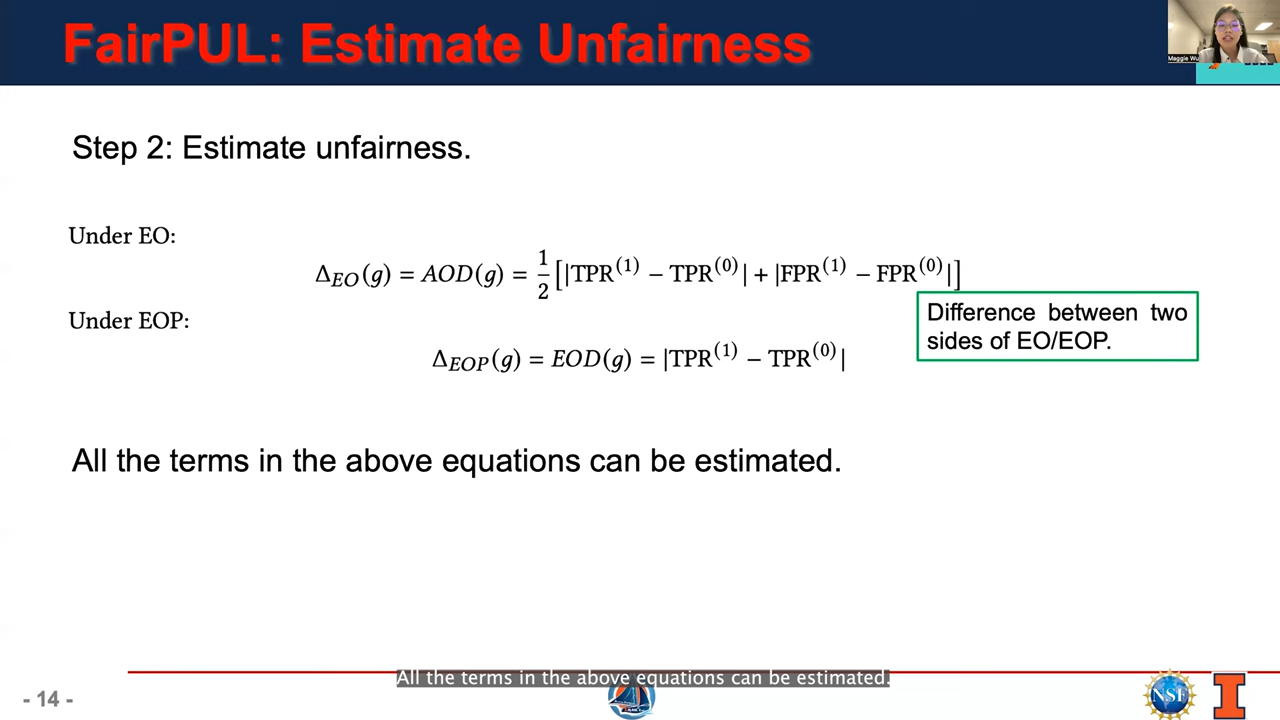 FairPUL: Estimate Unfairness
Maggie Wu
Step 2: Estimate unfairness.
Under EO:
Δ_EO(g) = AOD(g) = 1/2 [|TPR^(1) − TPR^(0)| + |FPR^(1) − FPR^(0)|]
Difference between two
sides of EO/EOP.
Under EOP:
Δ_EOP(g) = EOD(g) = |TPR^(1) − TPR^(0)|
All the terms in the above equations can be estimated.
All the terms in the above equations can be estimated.
- 14 -
NSF
I